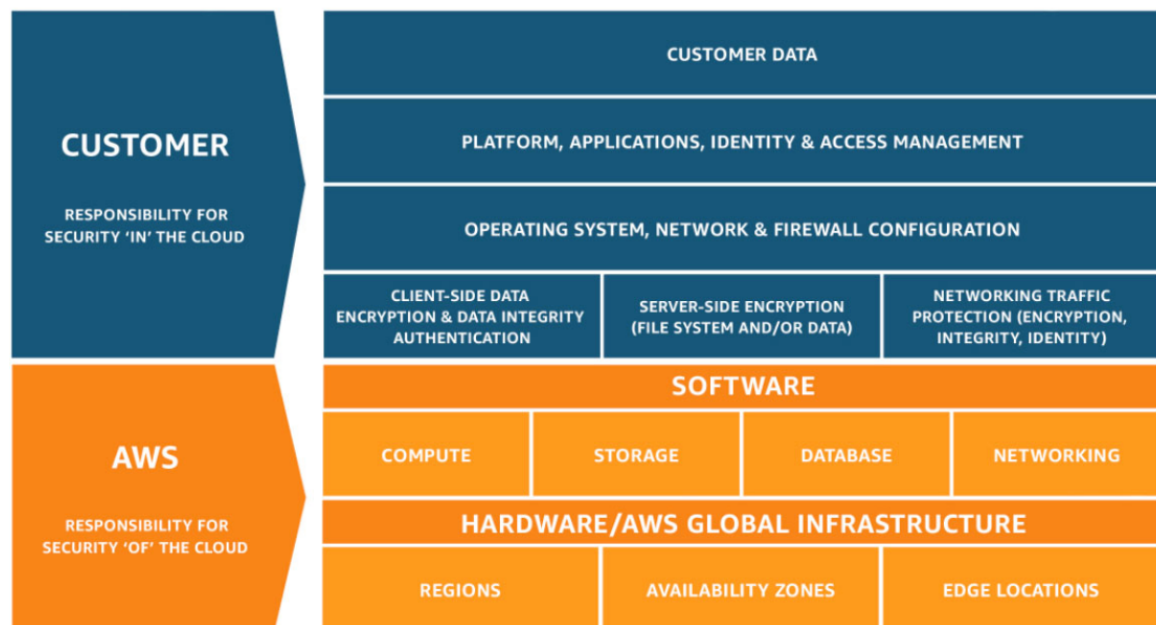 CUSTOMER
RESPONSIBILITY FOR
SECURITY ‘IN’ THE CLOUD
CUSTOMER DATA
PLATFORM, APPLICATIONS, IDENTITY & ACCESS MANAGEMENT
OPERATING SYSTEM, NETWORK & FIREWALL CONFIGURATION
CLIENT-SIDE DATA
ENCRYPTION & DATA INTEGRITY
AUTHENTICATION
SERVER-SIDE ENCRYPTION
(FILE SYSTEM AND/OR DATA)
NETWORKING TRAFFIC
PROTECTION (ENCRYPTION,
INTEGRITY, IDENTITY)
AWS
RESPONSIBILITY FOR
SECURITY ‘OF’ THE CLOUD
SOFTWARE
COMPUTE
STORAGE
DATABASE
NETWORKING
HARDWARE/AWS GLOBAL INFRASTRUCTURE
REGIONS
AVAILABILITY ZONES
EDGE LOCATIONS